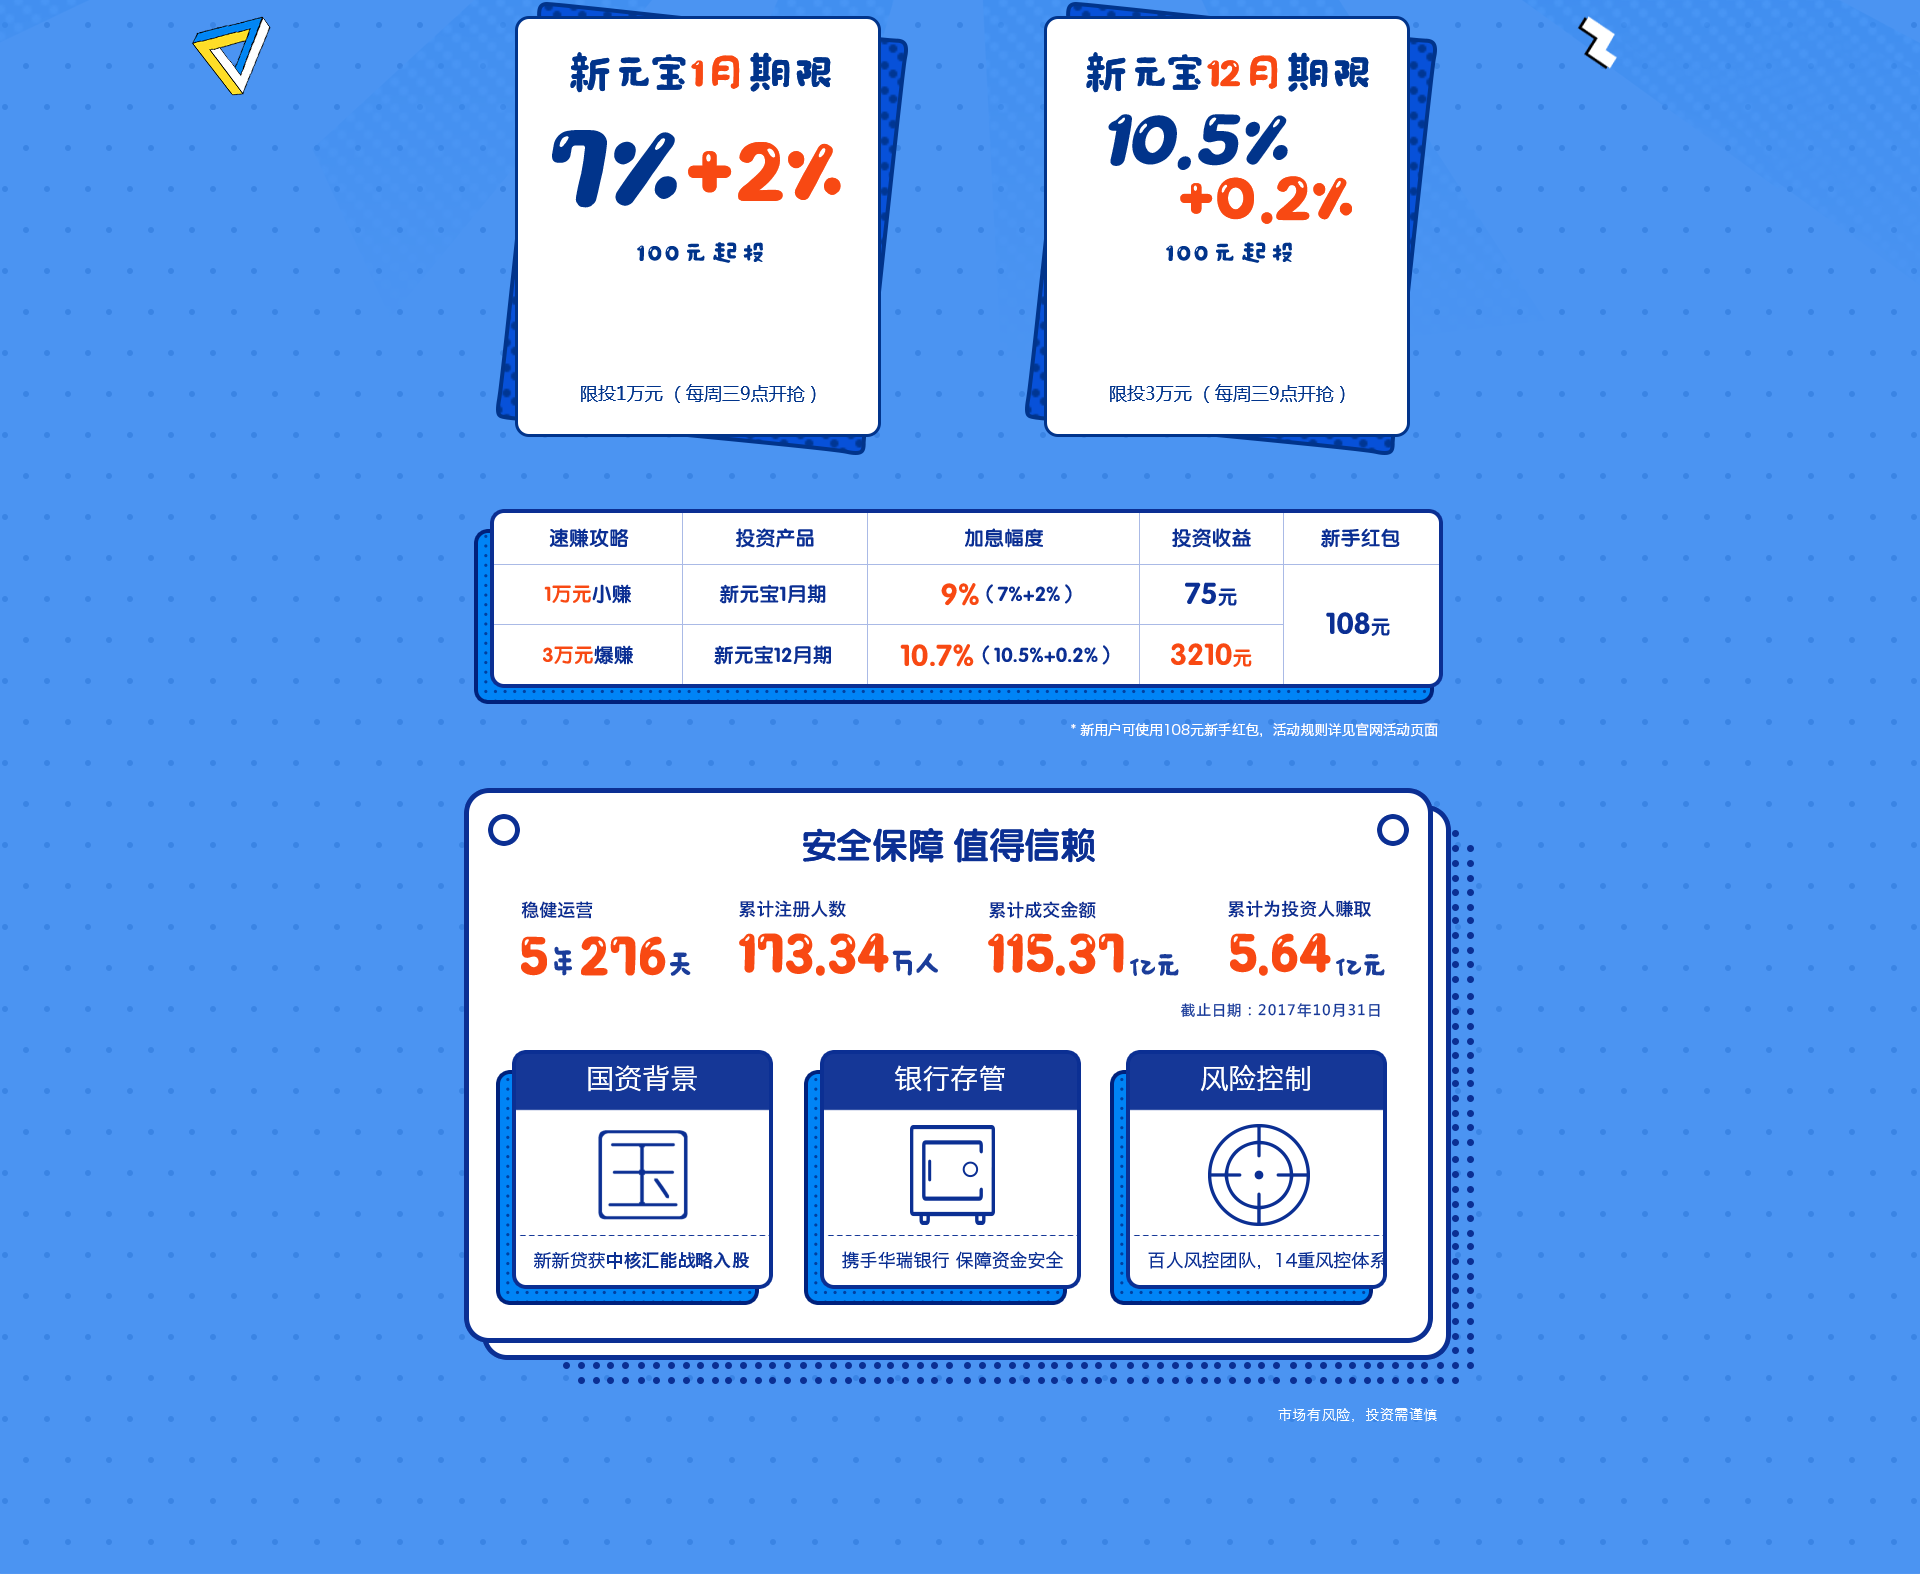 新元宝1月期限
7%+2%
100元起投
限投1万元（每周三9点开抢）
新元宝12月期限
10.5%
+0.2%
100元起投
限投3万元（每周三9点开抢）
速赚攻略 投资产品 加息幅度 投资收益 新手红包
1万元小赚 新元宝1月期 9%（7%+2%） 75元
108元
3万元爆赚 新元宝12月期 10.7%（10.5%+0.2%） 3210元
* 新用户可使用108元新手红包，活动规则详见官网活动页面
安全保障 值得信赖
稳健运营
5年276天
累计注册人数
173.34万人
累计成交金额
115.37亿元
累计为投资人赚取
5.64亿元
截止日期：2017年10月31日
国资背景
新新贷获中核汇能战略入股
银行存管
携手华瑞银行 保障资金安全
风险控制
百人风控团队，14重风控体系
市场有风险，投资需谨慎